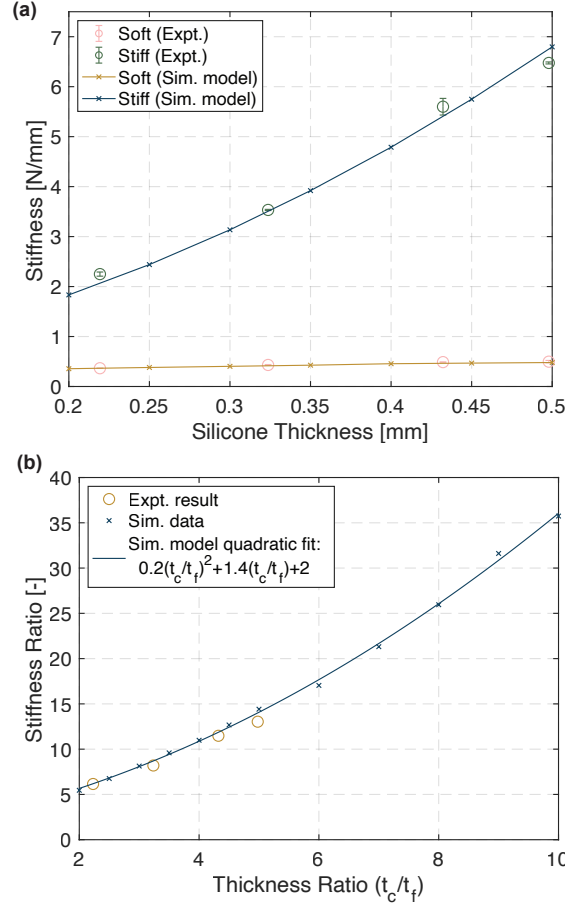 (a)
Soft (Expt.)
Stiff (Expt.)
Soft (Sim. model)
Stiff (Sim. model)
7
6
5
4
3
2
1
0
Stiffness [N/mm]
0.2 0.25 0.3 0.35 0.4 0.45 0.5
Silicone Thickness [mm]
(b)
Expt. result
Sim. data
Sim. model quadratic fit:
0.2(t_c/t_f)^2+1.4(t_c/t_f)+2
40
35
30
25
20
15
10
5
0
Stiffness Ratio [-]
2 4 6 8 10
Thickness Ratio (t_c/t_f)